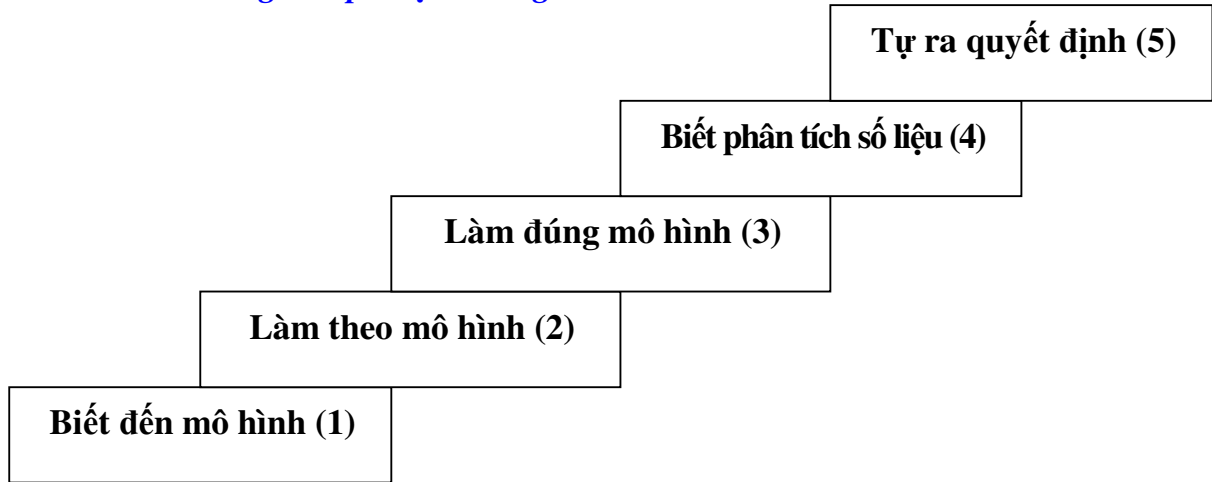 Tự ra quyết định (5)
Biết phân tích số liệu (4)
Làm đúng mô hình (3)
Làm theo mô hình (2)
Biết đến mô hình (1)